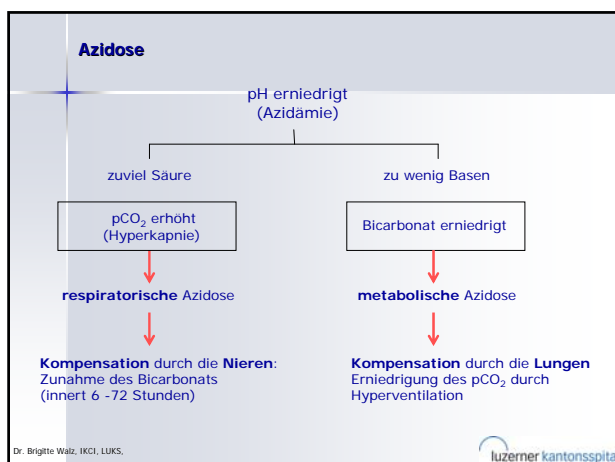 Azidose
pH erniedrigt
(Azidämie)
zuviel Säure
pCO₂ erhöht
(Hyperkapnie)
respiratorische Azidose
Kompensation durch die Nieren:
Zunahme des Bicarbonats
(innert 6 -72 Stunden)
zu wenig Basen
Bicarbonat erniedrigt
metabolische Azidose
Kompensation durch die Lungen
Erniedrigung des pCO₂ durch
Hyperventilation
Dr. Brigitte Walz, IKCI, LUKS,
luzerner kantonsspital